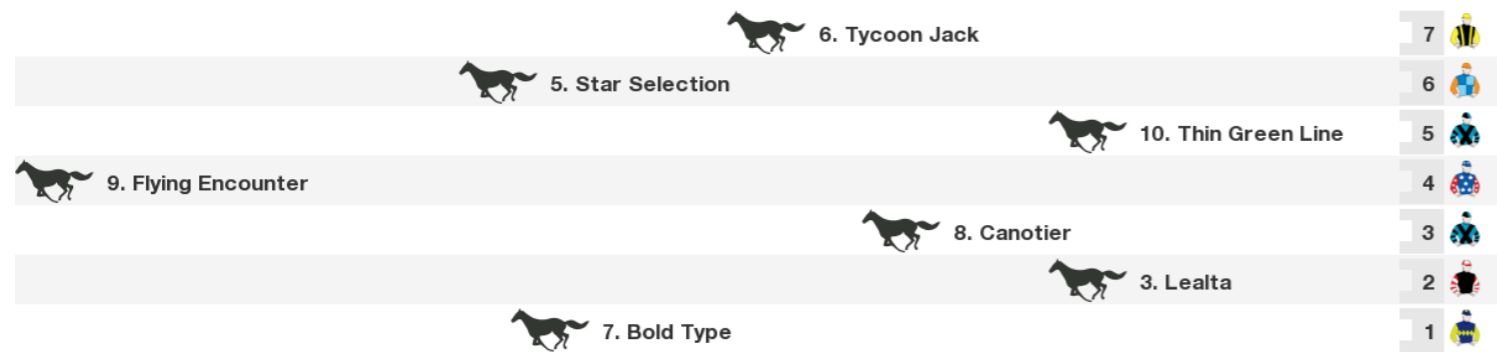 6. Tycoon Jack 7
5. Star Selection 6
10. Thin Green Line 5
9. Flying Encounter 4
8. Canotier 3
3. Lealta 2
7. Bold Type 1